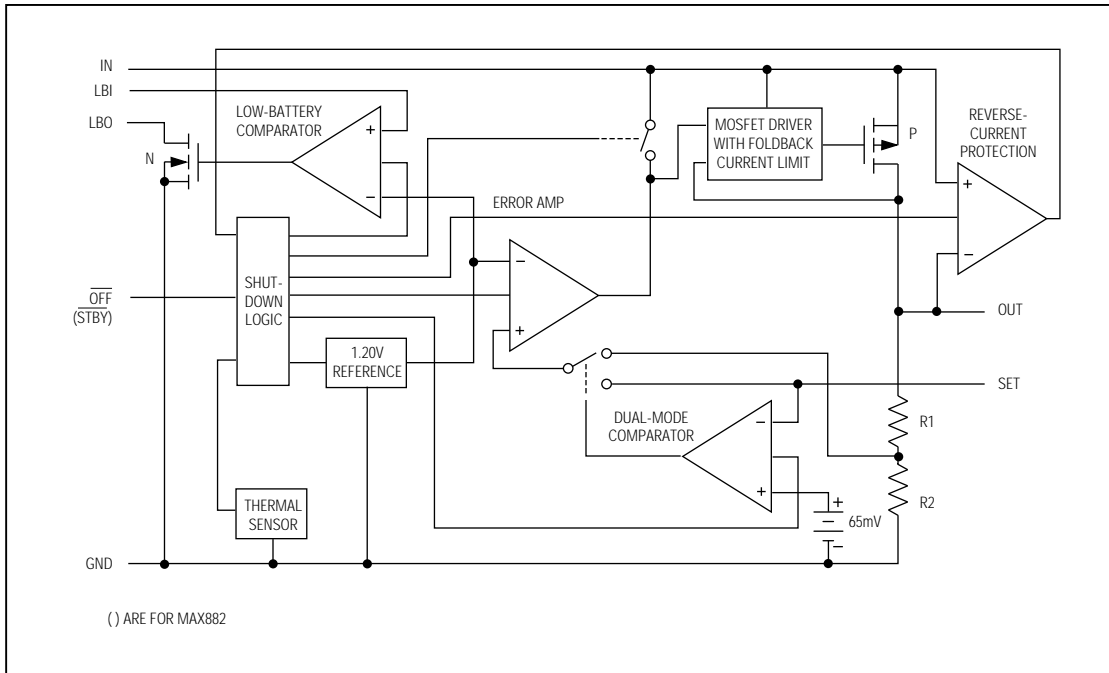 IN
LBI
LBO
LOW-BATTERY
COMPARATOR
+
−
N
MOSFET DRIVER
WITH FOLDBACK
CURRENT LIMIT
P
REVERSE-
CURRENT
PROTECTION
+
−
ERROR AMP
−
+
OFF
(STBY)
SHUT-
DOWN
LOGIC
1.20V
REFERENCE
OUT
SET
DUAL-MODE
COMPARATOR
−
+
R1
R2
+
65mV
−
THERMAL
SENSOR
GND
( ) ARE FOR MAX882